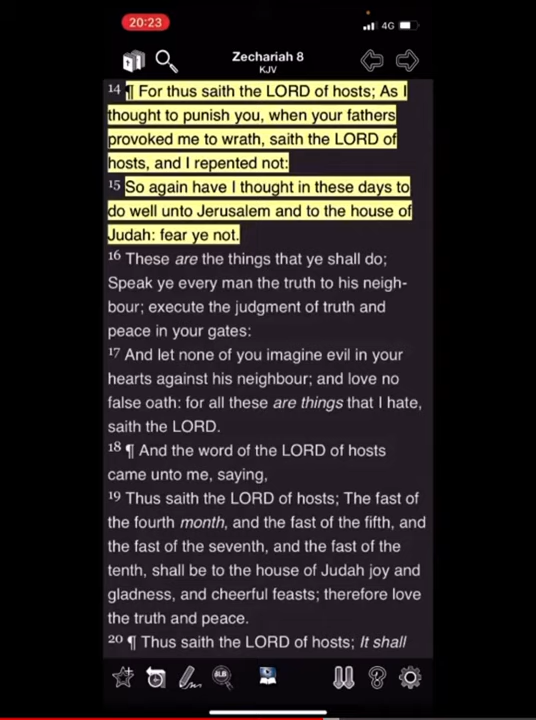 20:23
4G
Zechariah 8
KJV
14 ¶ For thus saith the LORD of hosts; As I
thought to punish you, when your fathers
provoked me to wrath, saith the LORD of
hosts, and I repented not:
15 So again have I thought in these days to
do well unto Jerusalem and to the house of
Judah: fear ye not.
16 These are the things that ye shall do;
Speak ye every man the truth to his neigh-
bour; execute the judgment of truth and
peace in your gates:
17 And let none of you imagine evil in your
hearts against his neighbour; and love no
false oath: for all these are things that I hate,
saith the LORD.
18 ¶ And the word of the LORD of hosts
came unto me, saying,
19 Thus saith the LORD of hosts; The fast of
the fourth month, and the fast of the fifth, and
the fast of the seventh, and the fast of the
tenth, shall be to the house of Judah joy and
gladness, and cheerful feasts; therefore love
the truth and peace.
20 ¶ Thus saith the LORD of hosts; It shall